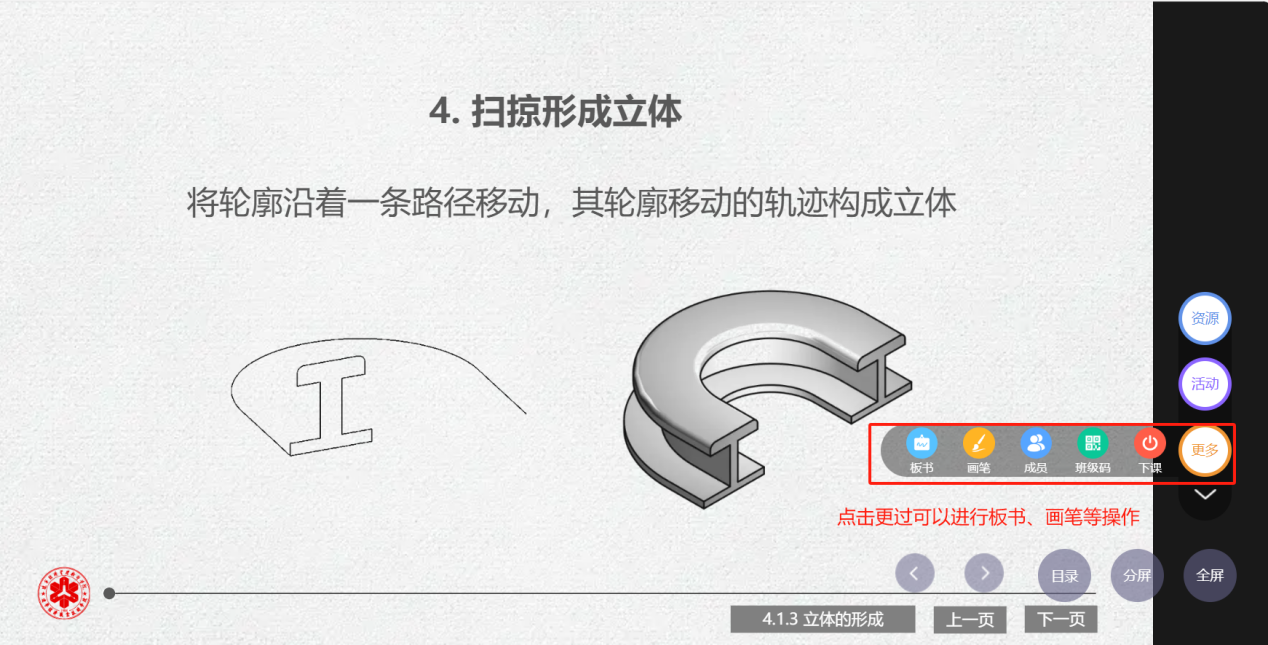 4. 扫掠形成立体
将轮廓沿着一条路径移动，其轮廓移动的轨迹构成立体
资源
活动
更多
板书
画笔
成员
班级码
下课
点击更过可以进行板书、画笔等操作
目录
分屏
全屏
4.1.3 立体的形成
上一页
下一页